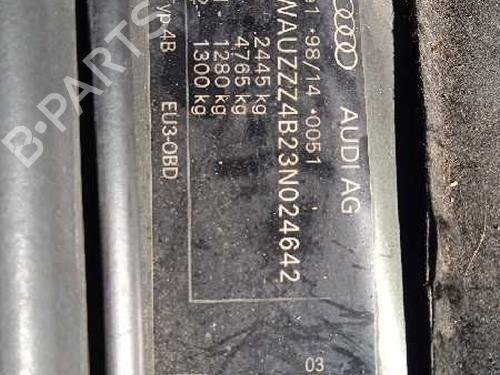 AUDI AG
e1 *98/14 *0051
WAUZZZ4B23N024642
2445 kg
4765 kg
1280 kg
1300 kg
Typ 4B
EU3-OBD
03